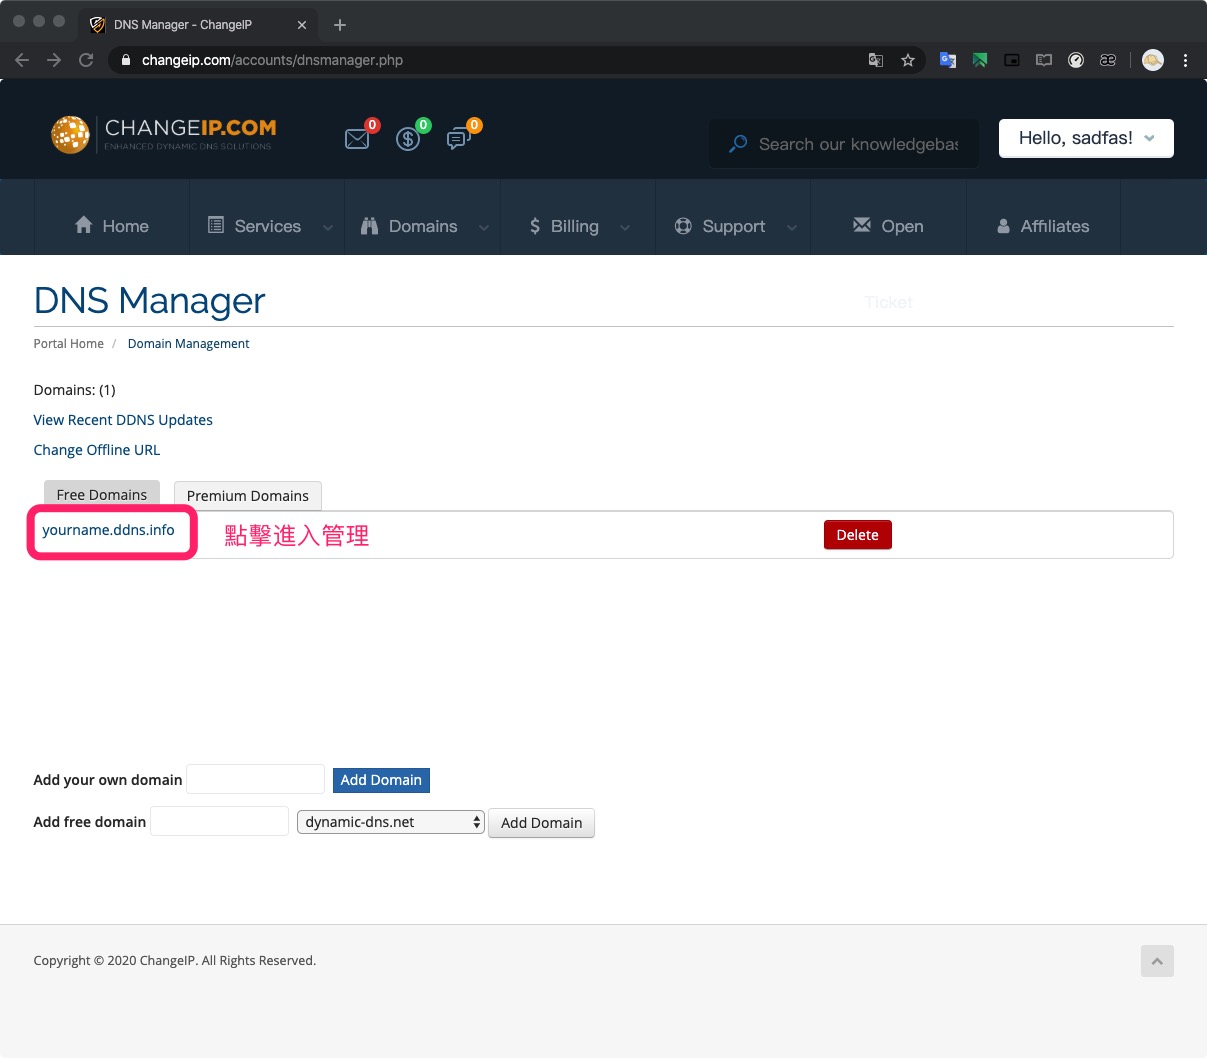 DNS Manager - ChangeIP
changeip.com/accounts/dnsmanager.php
CHANGEIP.COM
ENHANCED DYNAMIC DNS SOLUTIONS
0
0
0
Search our knowledgebas
Hello, sadfas!
Home
Services
Domains
Billing
Support
Open
Affiliates
DNS Manager
Ticket
Portal Home / Domain Management
Domains: (1)
View Recent DDNS Updates
Change Offline URL
Free Domains
Premium Domains
yourname.ddns.info
點擊進入管理
Delete
Add your own domain
Add Domain
Add free domain
dynamic-dns.net
Add Domain
Copyright © 2020 ChangeIP. All Rights Reserved.